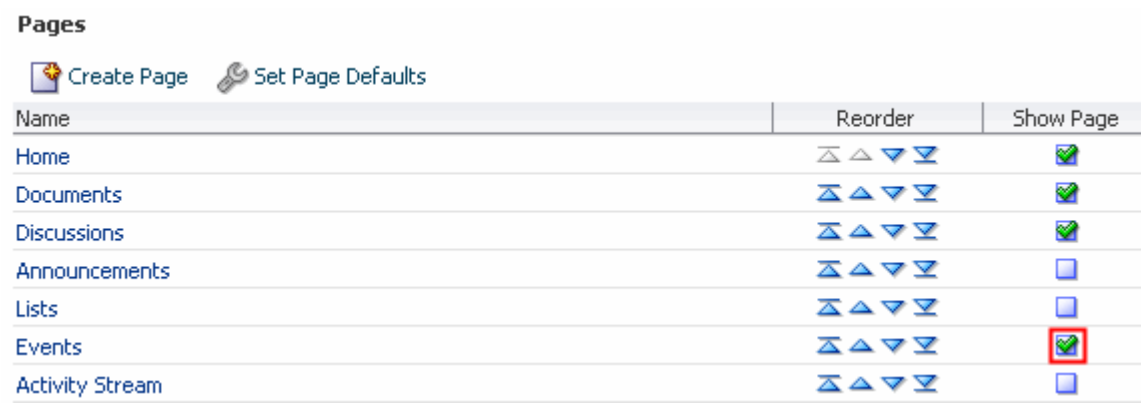 Pages
Create Page Set Page Defaults
Name Reorder Show Page
Home
Documents
Discussions
Announcements
Lists
Events
Activity Stream